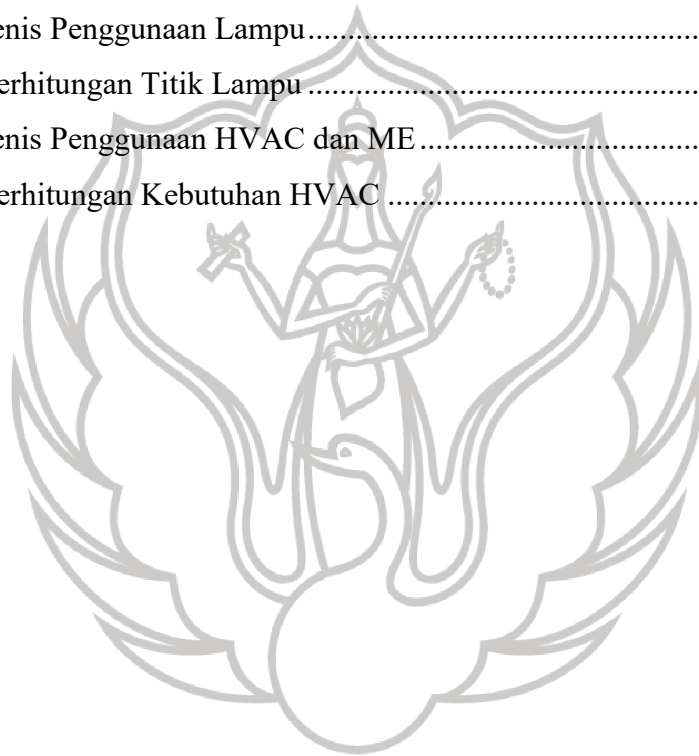 enis Penggunaan Lampu................................................
erhitungan Titik Lampu................................................
enis Penggunaan HVAC dan ME..................................
erhitungan Kebutuhan HVAC ......................................